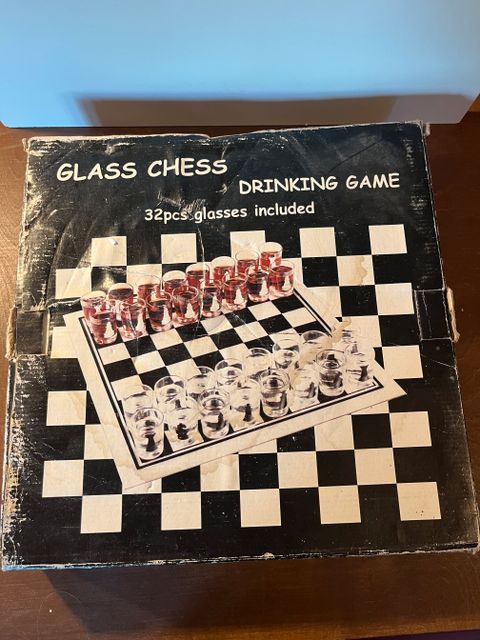 GLASS CHESS
DRINKING GAME
32pcs glasses included